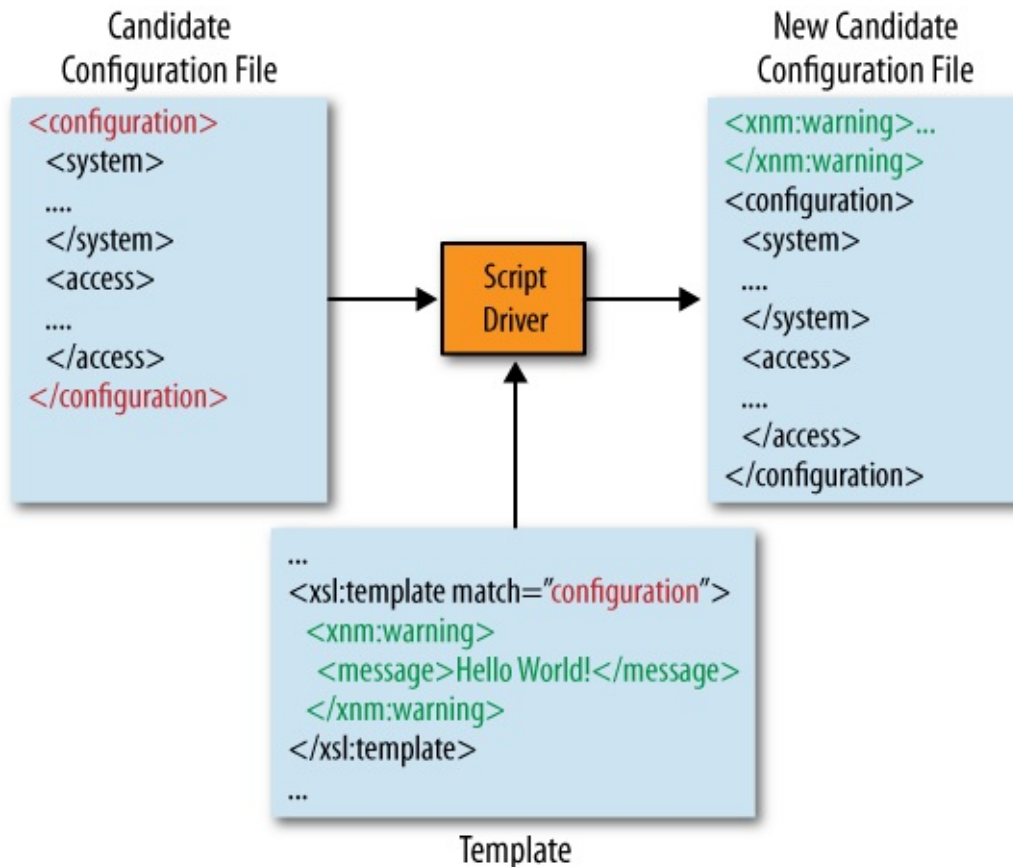 Candidate
Configuration File
<configuration>
<system>
....
</system>
<access>
....
</access>
</configuration>
Script
Driver
New Candidate
Configuration File
<xnm:warning>...
</xnm:warning>
<configuration>
<system>
....
</system>
<access>
....
</access>
</configuration>
...
<xsl:template match=”configuration”>
<xnm:warning>
<message>Hello World!</message>
</xnm:warning>
</xsl:template>
...
Template